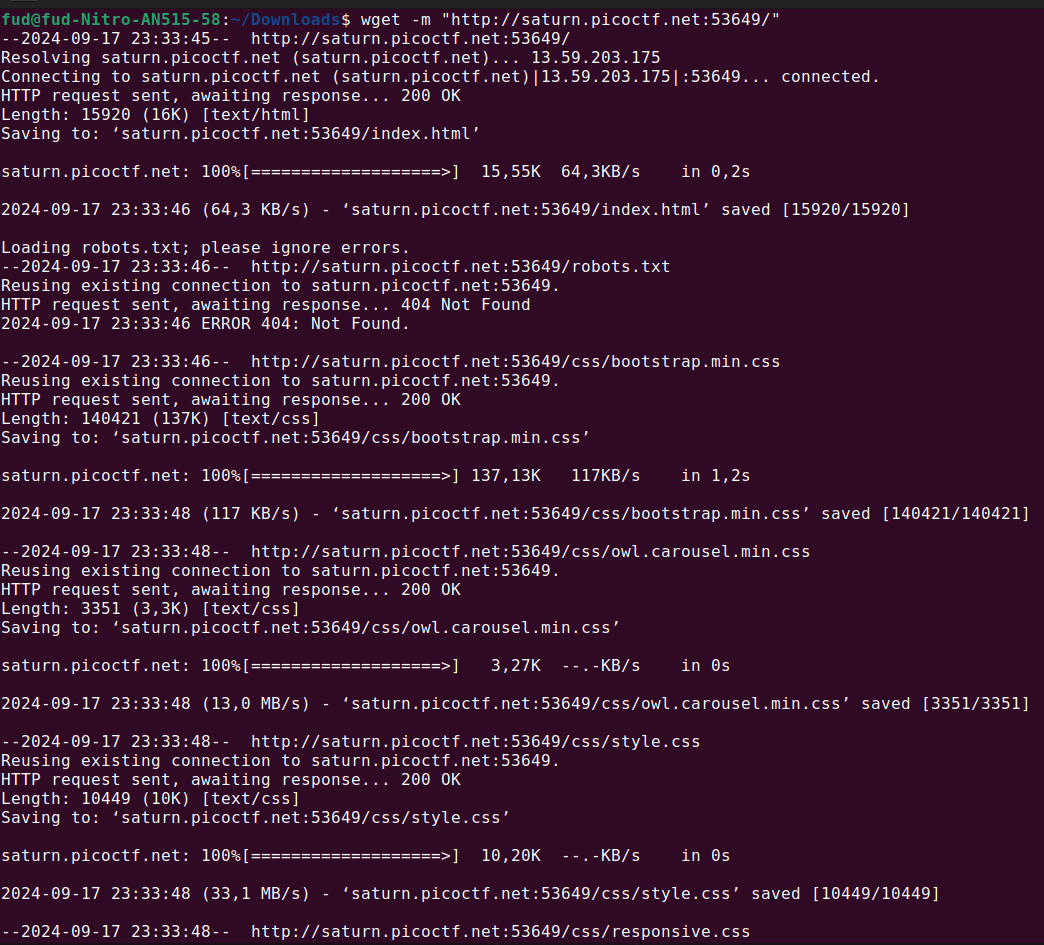 fud@fud-Nitro-AN515-58:~/Downloads$ wget -m "http://saturn.picoctf.net:53649/"
--2024-09-17 23:33:45--  http://saturn.picoctf.net:53649/
Resolving saturn.picoctf.net (saturn.picoctf.net)... 13.59.203.175
Connecting to saturn.picoctf.net (saturn.picoctf.net)|13.59.203.175|:53649... connected.
HTTP request sent, awaiting response... 200 OK
Length: 15920 (16K) [text/html]
Saving to: ‘saturn.picoctf.net:53649/index.html’
saturn.picoctf.net: 100%[===================>]  15,55K  64,3KB/s    in 0,2s
2024-09-17 23:33:46 (64,3 KB/s) - ‘saturn.picoctf.net:53649/index.html’ saved [15920/15920]
Loading robots.txt; please ignore errors.
--2024-09-17 23:33:46--  http://saturn.picoctf.net:53649/robots.txt
Reusing existing connection to saturn.picoctf.net:53649.
HTTP request sent, awaiting response... 404 Not Found
2024-09-17 23:33:46 ERROR 404: Not Found.
--2024-09-17 23:33:46--  http://saturn.picoctf.net:53649/css/bootstrap.min.css
Reusing existing connection to saturn.picoctf.net:53649.
HTTP request sent, awaiting response... 200 OK
Length: 140421 (137K) [text/css]
Saving to: ‘saturn.picoctf.net:53649/css/bootstrap.min.css’
saturn.picoctf.net: 100%[===================>] 137,13K   117KB/s    in 1,2s
2024-09-17 23:33:48 (117 KB/s) - ‘saturn.picoctf.net:53649/css/bootstrap.min.css’ saved [140421/140421]
--2024-09-17 23:33:48--  http://saturn.picoctf.net:53649/css/owl.carousel.min.css
Reusing existing connection to saturn.picoctf.net:53649.
HTTP request sent, awaiting response... 200 OK
Length: 3351 (3,3K) [text/css]
Saving to: ‘saturn.picoctf.net:53649/css/owl.carousel.min.css’
saturn.picoctf.net: 100%[===================>]   3,27K  --.-KB/s    in 0s
2024-09-17 23:33:48 (13,0 MB/s) - ‘saturn.picoctf.net:53649/css/owl.carousel.min.css’ saved [3351/3351]
--2024-09-17 23:33:48--  http://saturn.picoctf.net:53649/css/style.css
Reusing existing connection to saturn.picoctf.net:53649.
HTTP request sent, awaiting response... 200 OK
Length: 10449 (10K) [text/css]
Saving to: ‘saturn.picoctf.net:53649/css/style.css’
saturn.picoctf.net: 100%[===================>]  10,20K  --.-KB/s    in 0s
2024-09-17 23:33:48 (33,1 MB/s) - ‘saturn.picoctf.net:53649/css/style.css’ saved [10449/10449]
--2024-09-17 23:33:48--  http://saturn.picoctf.net:53649/css/responsive.css